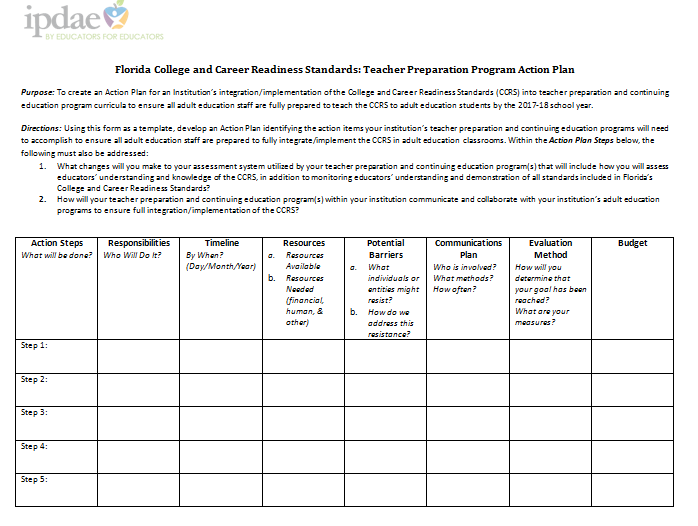 ipdae
BY EDUCATORS FOR EDUCATORS
Florida College and Career Readiness Standards: Teacher Preparation Program Action Plan
Purpose: To create an Action Plan for an Institution's integration/implementation of the College and Career Readiness Standards (CCRS) into teacher preparation and continuing
education program curricula to ensure all adult education staff are fully prepared to teach the CCRS to adult education students by the 2017-18 school year.
Directions: Using this form as a template, develop an Action Plan identifying the action items your institution's teacher preparation and continuing education programs will need
to accomplish to ensure all adult education staff are prepared to fully integrate/implement the CCRS in adult education classrooms. Within the Action Plan Steps below, the
following must also be addressed:
1. What changes will you make to your assessment system utilized by your teacher preparation and continuing education program(s) that will include how you will assess
educators' understanding and knowledge of the CCRS, in addition to monitoring educators' understanding and demonstration of all standards included in Florida's
College and Career Readiness Standards?
2. How will your teacher preparation and continuing education program(s) within your institution communicate and collaborate with your institution's adult education
programs to ensure full integration/implementation of the CCRS?
Action Steps
What will be done?
Responsibilities
Who Will Do It?
Timeline
By When?
(Day/Month/Year)
Resources
a. Resources
Available
b. Resources
Needed
(financial,
human, &
other)
Potential
Barriers
a. What
individuals or
entities might
resist?
b. How do we
address this
resistance?
Communications
Plan
Who is involved?
What methods?
How often?
Evaluation
Method
How will you
determine that
your goal has been
reached?
What are your
measures?
Budget
Step 1:
Step 2:
Step 3:
Step 4:
Step 5: